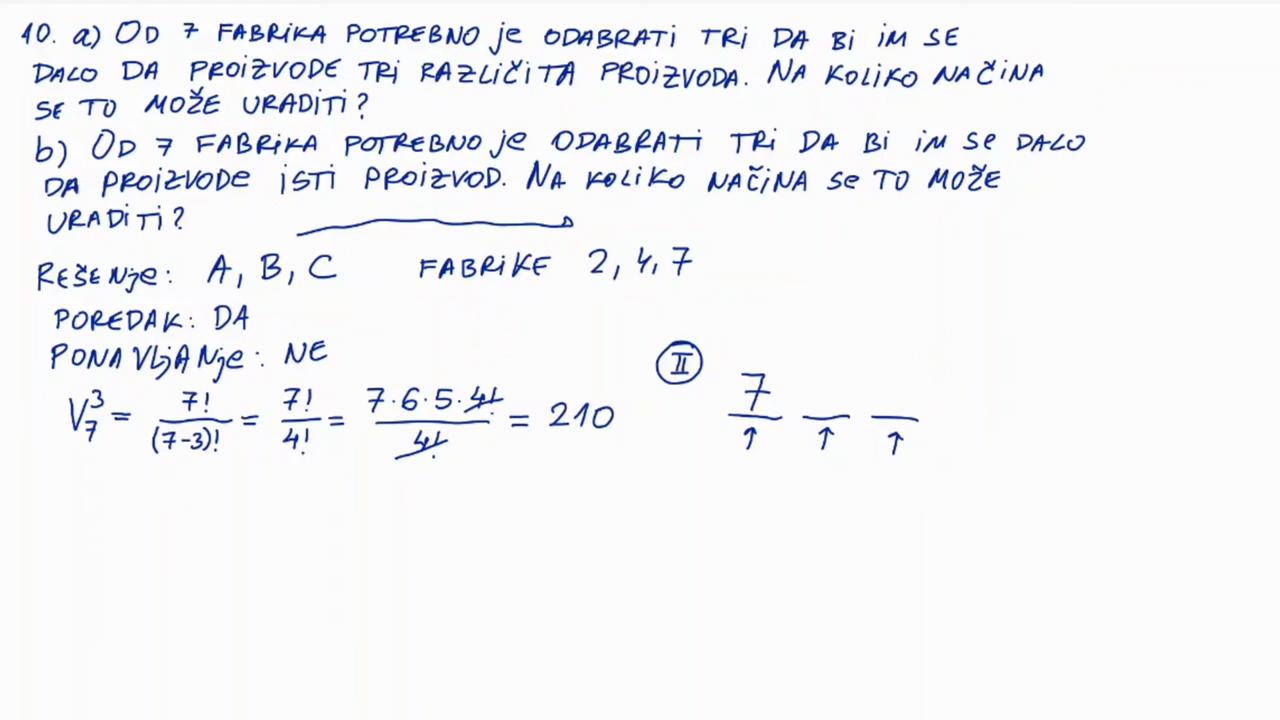 10. a) OD 7 FABRIKA POTREBNO je ODABRATI TRI DA BI IM SE
DALO DA PROIZVODE TRI RAZLIČITA PROIZVODA. NA KOLIKO NAČINA
SE TO MOŽE URADITI?
b) OD 7 FABRIKA POTREBNO je ODABRATI TRI DA BI IM SE DALO
DA PROIZVODE ISTI PROIZVOD. NA KOLIKO NAČINA SE TO MOŽE
URADITI?
REŠENje: A, B, C FABRIKE 2, 4, 7
POREDAK: DA
PONAVLjANje: NE
V₇³ = 7!/(7-3)! = 7!/4! = 7·6·5·4!/4! = 210
II 7 _ _
↑ ↑ ↑